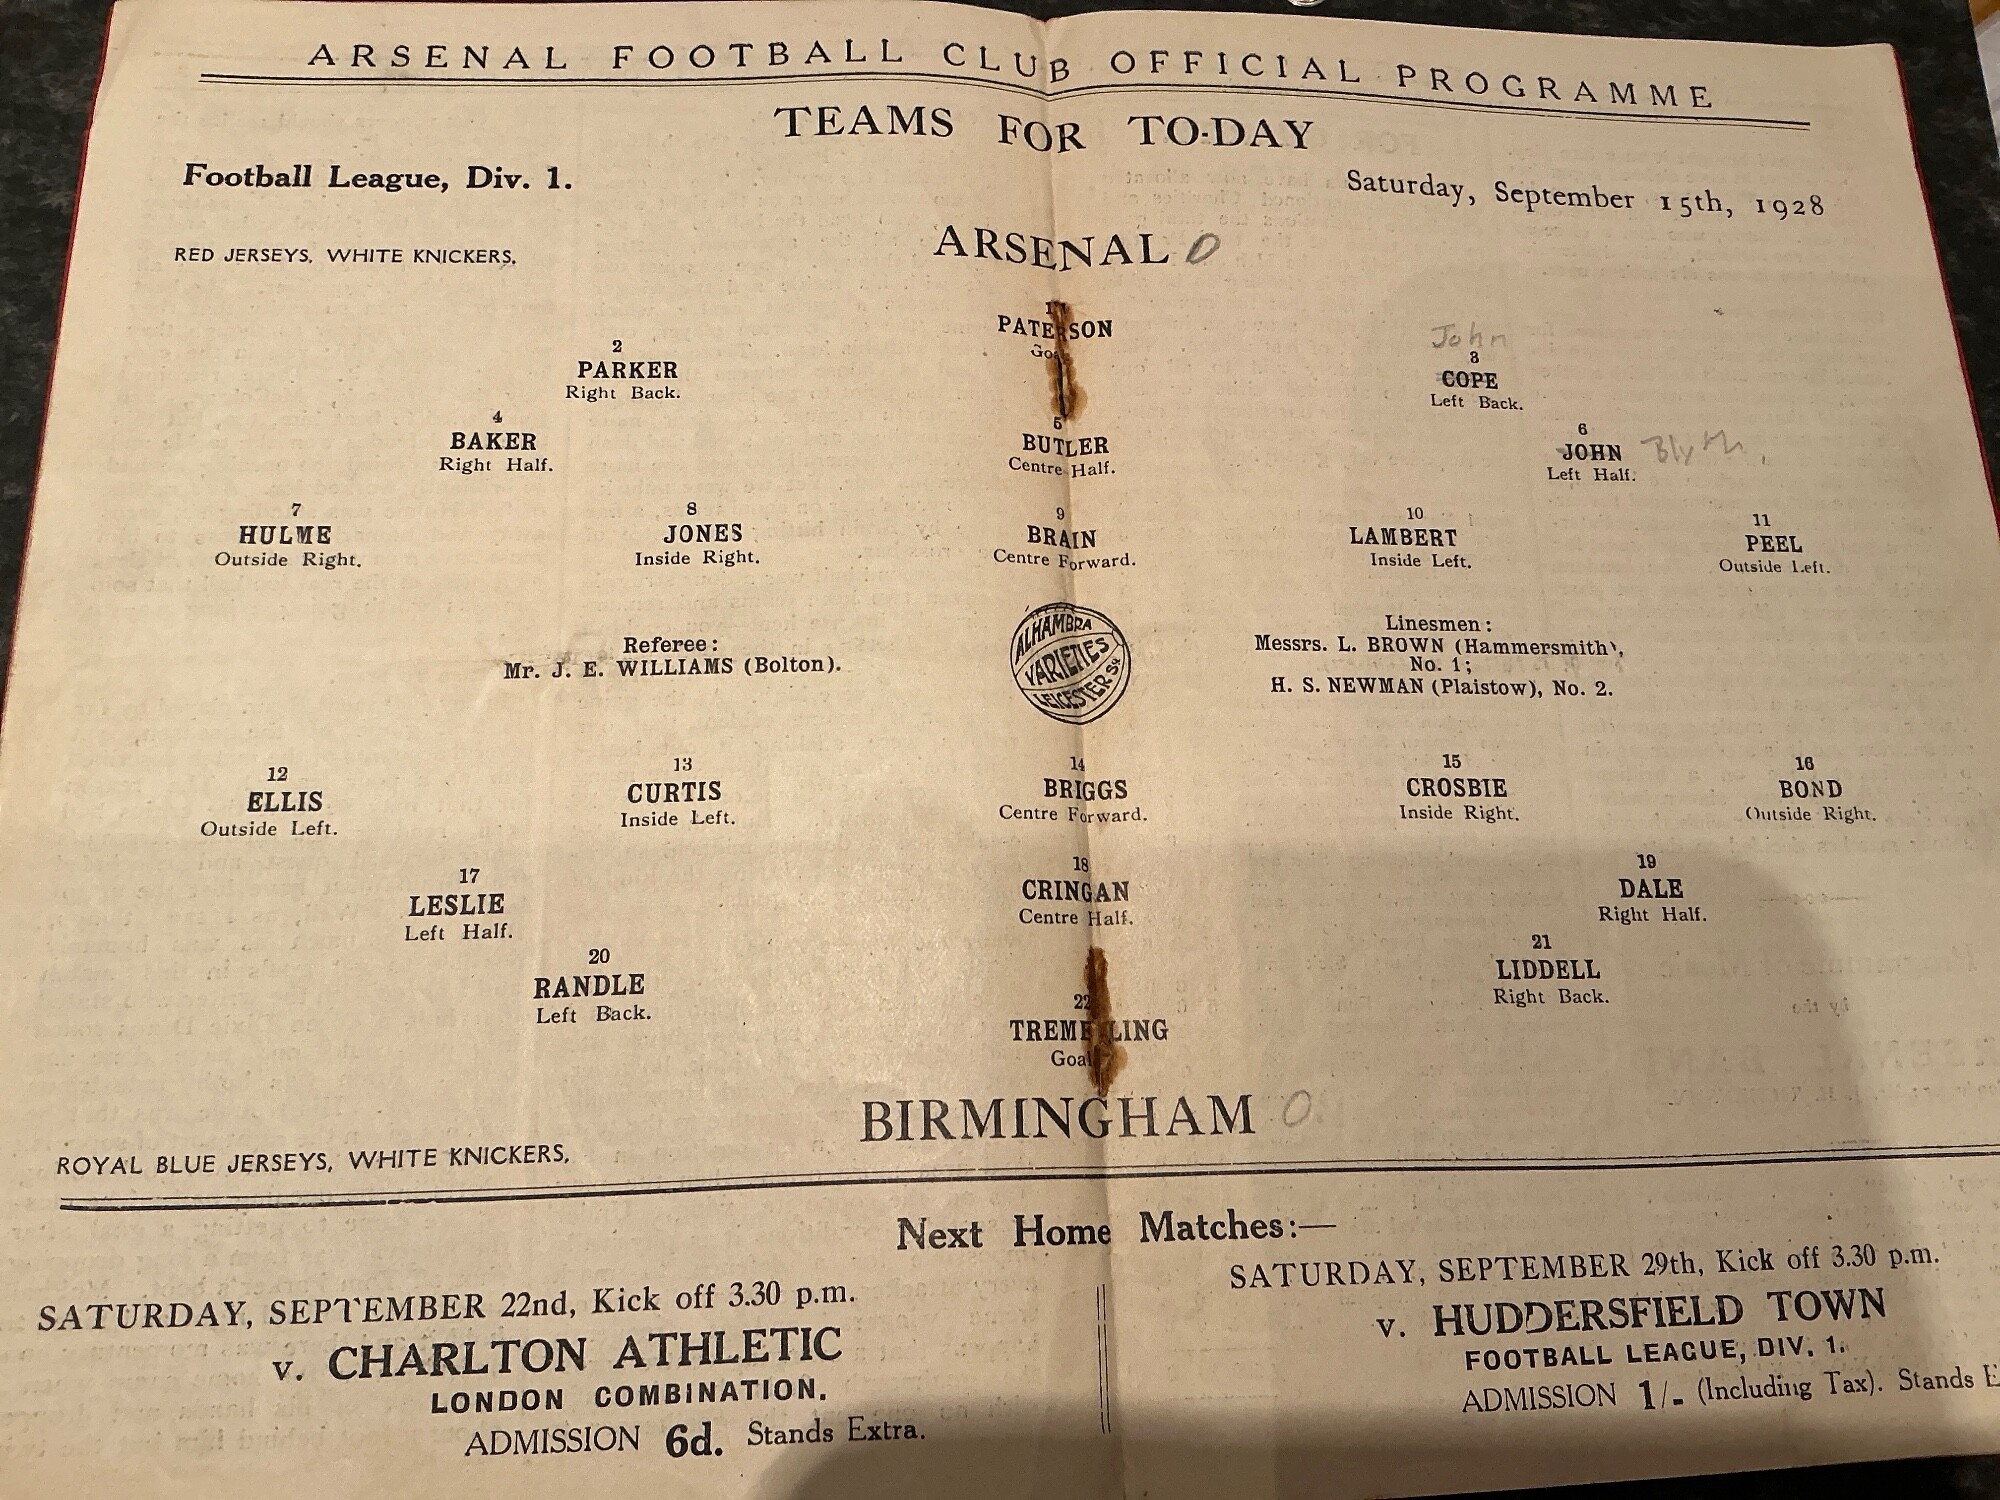 ARSENAL FOOTBALL CLUB OFFICIAL PROGRAMME
TEAMS FOR TO-DAY
Football League, Div. 1.
Saturday, September 15th, 1928
RED JERSEYS. WHITE KNICKERS.
ARSENAL 0
1
PATERSON
Goal
2
PARKER
Right Back.
John
3
COPE
Left Back.
4
BAKER
Right Half.
5
BUTLER
Centre Half.
6
JOHN Blyth.
Left Half.
7
HULME
Outside Right.
8
JONES
Inside Right.
9
BRAIN
Centre Forward.
10
LAMBERT
Inside Left.
11
PEEL
Outside Left.
Referee:
Mr. J. E. WILLIAMS (Bolton).
ALHAMBRA
VARIETIES
LEICESTER SQ
Linesmen:
Messrs. L. BROWN (Hammersmith),
No. 1;
H. S. NEWMAN (Plaistow), No. 2.
12
ELLIS
Outside Left.
13
CURTIS
Inside Left.
14
BRIGGS
Centre Forward.
15
CROSBIE
Inside Right.
16
BOND
Outside Right.
17
LESLIE
Left Half.
18
CRINGAN
Centre Half.
19
DALE
Right Half.
20
RANDLE
Left Back.
21
LIDDELL
Right Back.
22
TREMELLING
Goal
BIRMINGHAM 0.
ROYAL BLUE JERSEYS, WHITE KNICKERS.
Next Home Matches:—
SATURDAY, SEPTEMBER 22nd, Kick off 3.30 p.m.
v. CHARLTON ATHLETIC
LONDON COMBINATION.
ADMISSION 6d. Stands Extra.
SATURDAY, SEPTEMBER 29th, Kick off 3.30 p.m.
v. HUDDERSFIELD TOWN
FOOTBALL LEAGUE, DIV. 1.
ADMISSION 1/- (Including Tax). Stands